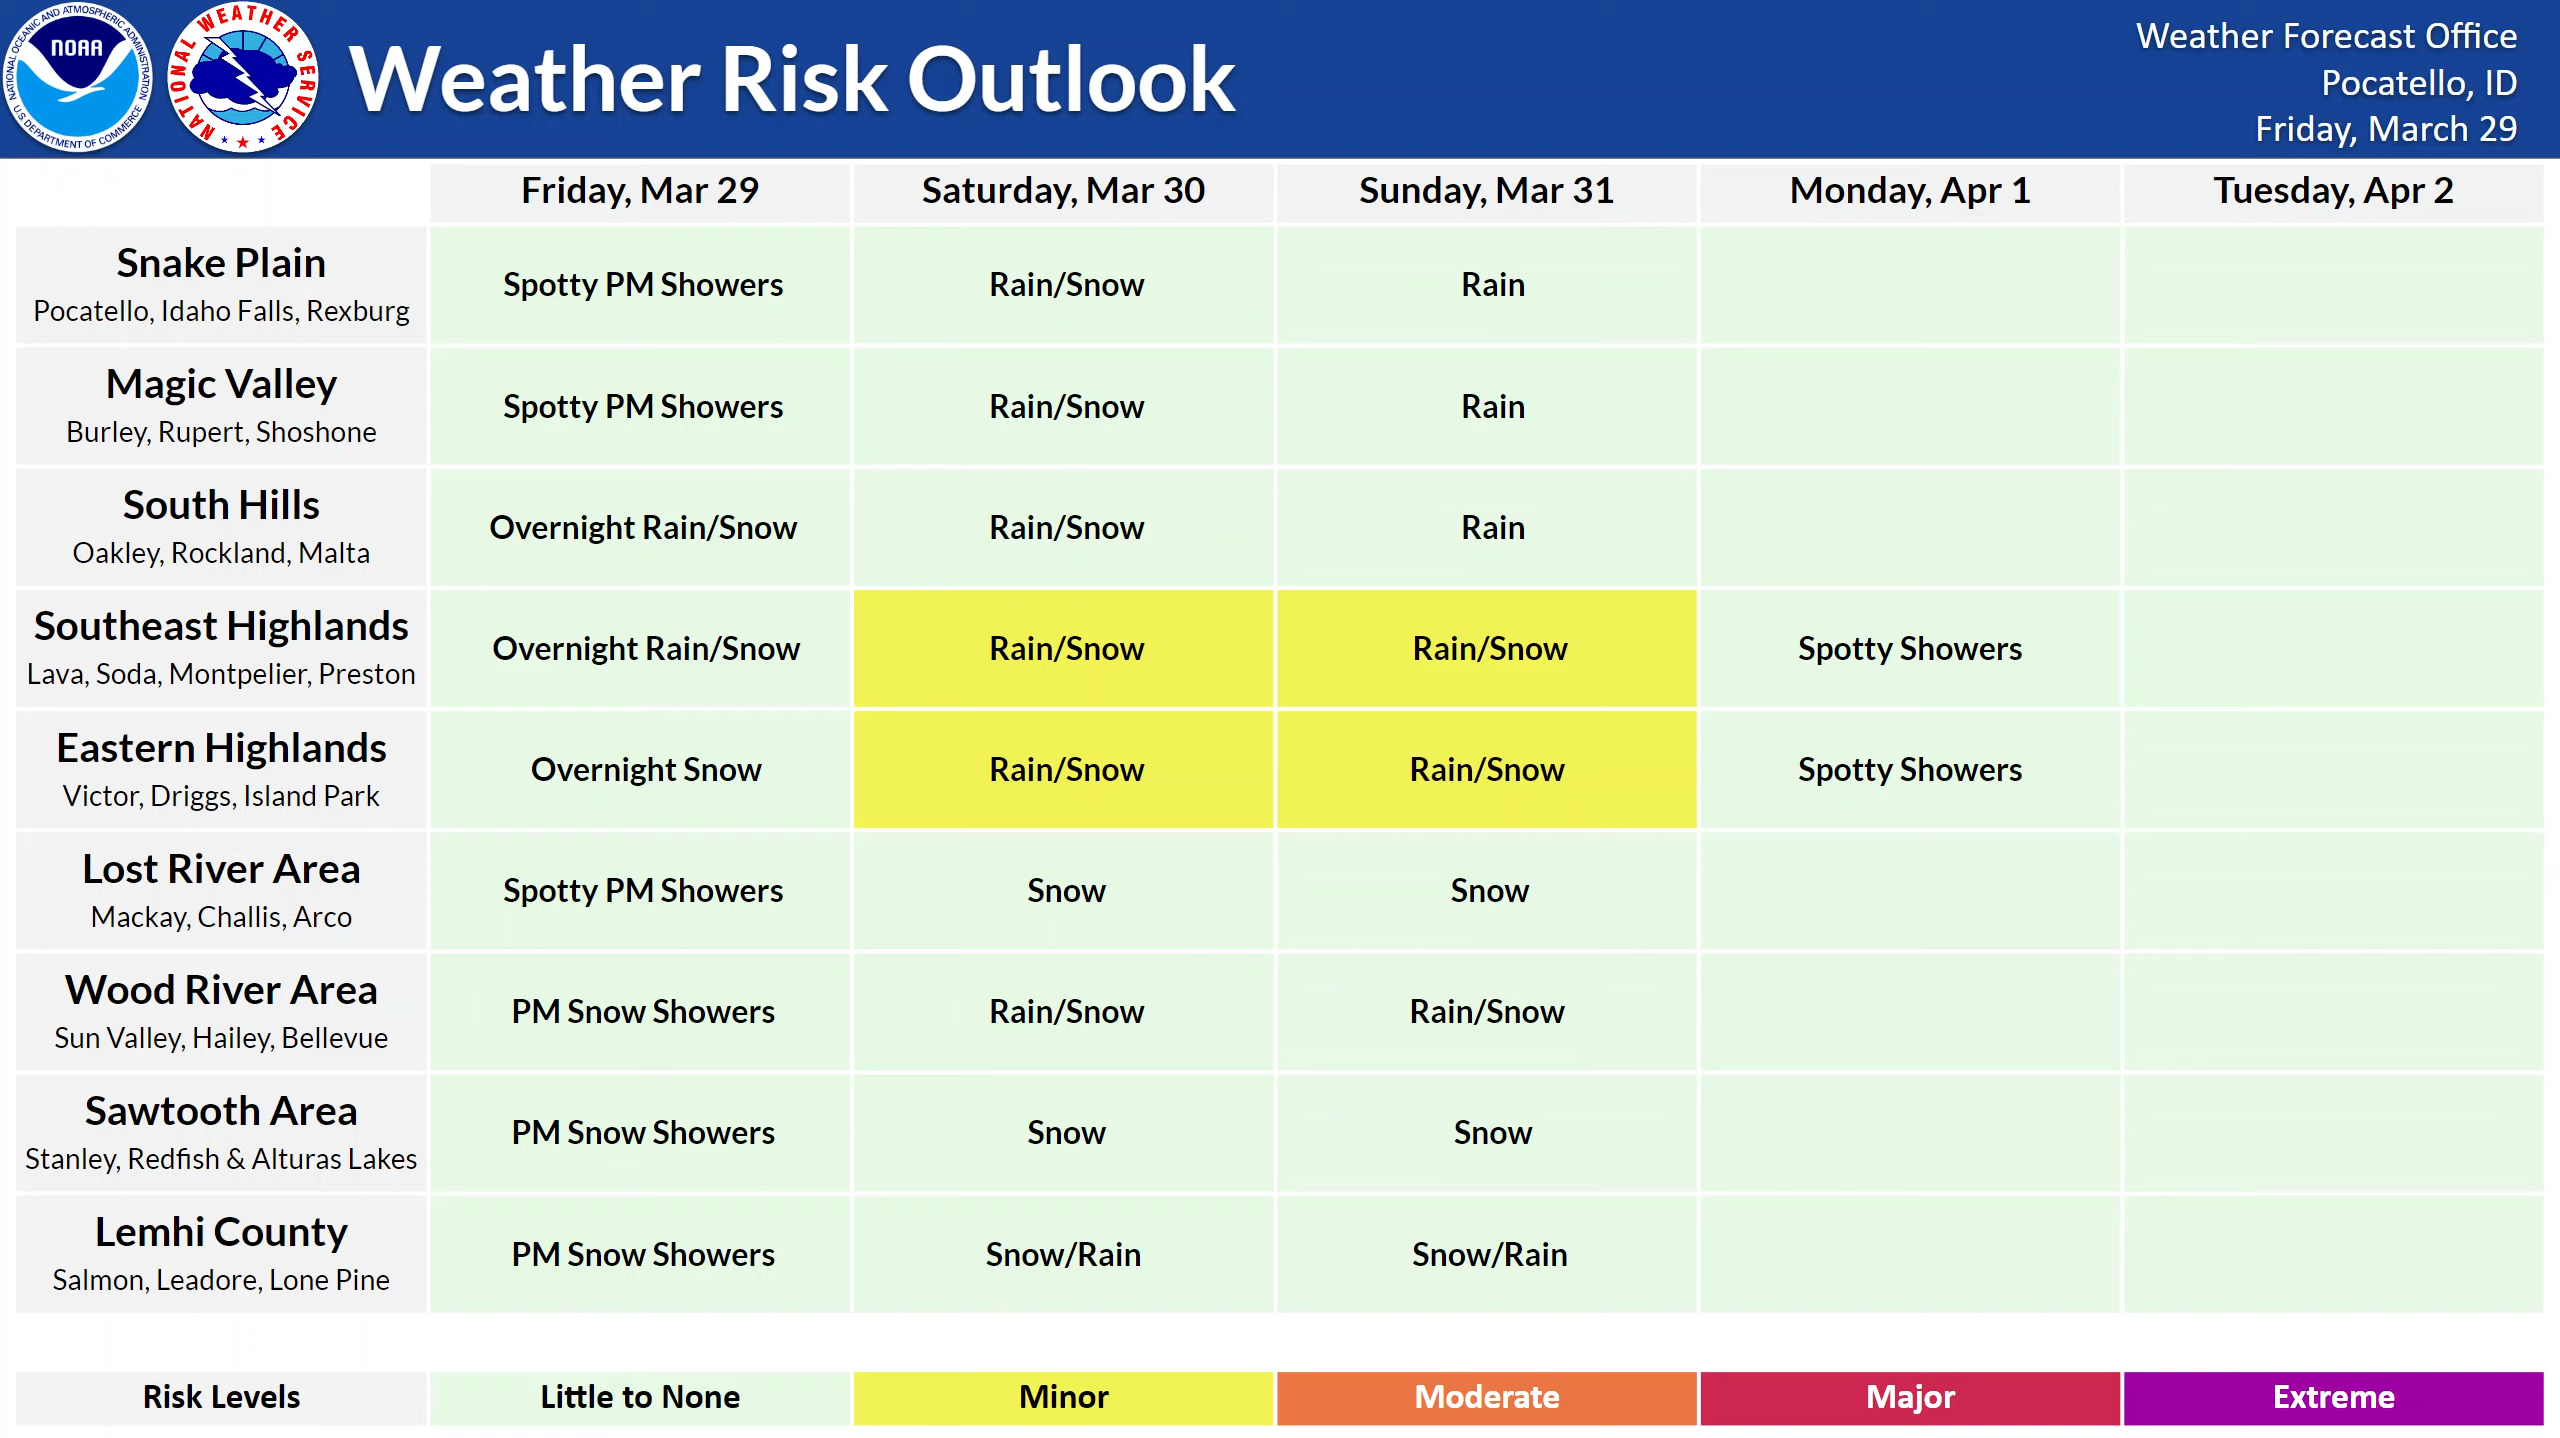 NATIONAL OCEANIC AND ATMOSPHERIC ADMINISTRATION
NOAA
U.S. DEPARTMENT OF COMMERCE
NATIONAL WEATHER SERVICE
Weather Risk Outlook
Weather Forecast Office
Pocatello, ID
Friday, March 29
Friday, Mar 29 Saturday, Mar 30 Sunday, Mar 31 Monday, Apr 1 Tuesday, Apr 2
Snake Plain
Pocatello, Idaho Falls, Rexburg
Spotty PM Showers Rain/Snow Rain
Magic Valley
Burley, Rupert, Shoshone
Spotty PM Showers Rain/Snow Rain
South Hills
Oakley, Rockland, Malta
Overnight Rain/Snow Rain/Snow Rain
Southeast Highlands
Lava, Soda, Montpelier, Preston
Overnight Rain/Snow Rain/Snow Rain/Snow Spotty Showers
Eastern Highlands
Victor, Driggs, Island Park
Overnight Snow Rain/Snow Rain/Snow Spotty Showers
Lost River Area
Mackay, Challis, Arco
Spotty PM Showers Snow Snow
Wood River Area
Sun Valley, Hailey, Bellevue
PM Snow Showers Rain/Snow Rain/Snow
Sawtooth Area
Stanley, Redfish & Alturas Lakes
PM Snow Showers Snow Snow
Lemhi County
Salmon, Leadore, Lone Pine
PM Snow Showers Snow/Rain Snow/Rain
Risk Levels Little to None Minor Moderate Major Extreme